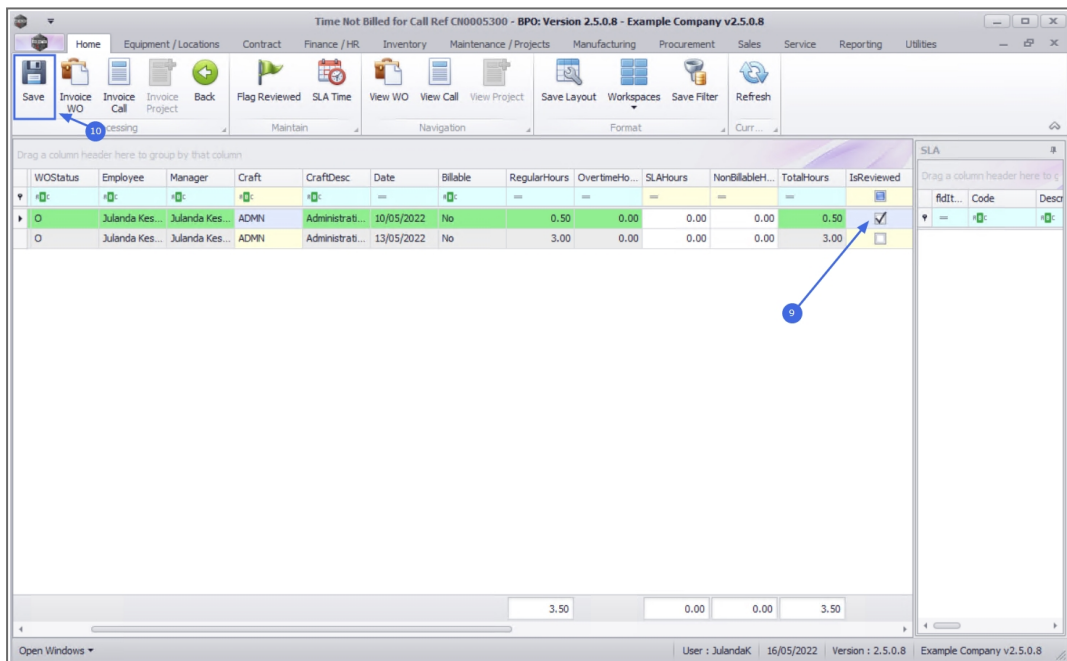 Time Not Billed for Call Ref CN0005300 - BPO: Version 2.5.0.8 - Example Company v2.5.0.8
Home Equipment / Locations Contract Finance / HR Inventory Maintenance / Projects Manufacturing Procurement Sales Service Reporting Utilities
Save Invoice WO Invoice Call Invoice Project Back Flag Reviewed SLA Time View WO View Call View Project Save Layout Workspaces Save Filter Refresh
10 cessing Maintain Navigation Format Curr...
Drag a column header here to group by that column
SLA
Drag a column header here to g
WOStatus Employee Manager Craft CraftDesc Date Billable RegularHours OvertimeHo... SLAHours NonBillableH... TotalHours IsReviewed
fldIt... Code Descr
O Julanda Kes... Julanda Kes... ADMN Administrati... 10/05/2022 No 0.50 0.00 0.00 0.00 0.50
O Julanda Kes... Julanda Kes... ADMN Administrati... 13/05/2022 No 3.00 0.00 0.00 0.00 3.00
9
3.50 0.00 0.00 3.50
Open Windows User : JulandaK 16/05/2022 Version : 2.5.0.8 Example Company v2.5.0.8